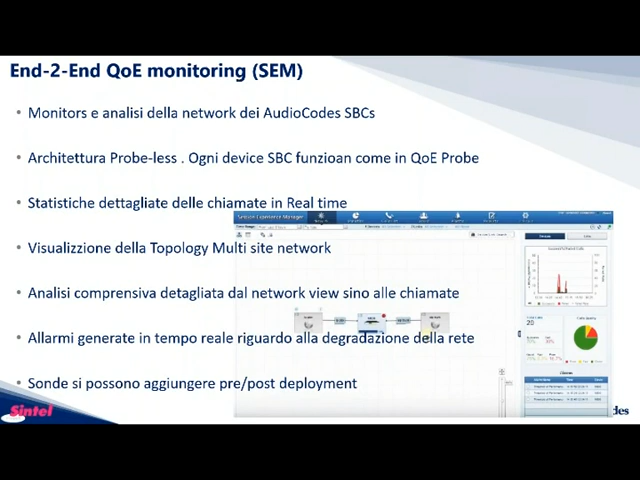 End-2-End QoE monitoring (SEM)
• Monitors e analisi della network dei AudioCodes SBCs
• Architettura Probe-less . Ogni device SBC funzioan come in QoE Probe
• Statistiche dettagliate delle chiamate in Real time
Session Experience Manager
• Visualizzione della Topology Multi site network
• Analisi comprensiva detagliata dal network view sino alle chiamate
20
• Allarmi generate in tempo reale riguardo alla degradazione della rete
• Sonde si possono aggiungere pre/post deployment
Sintel
des